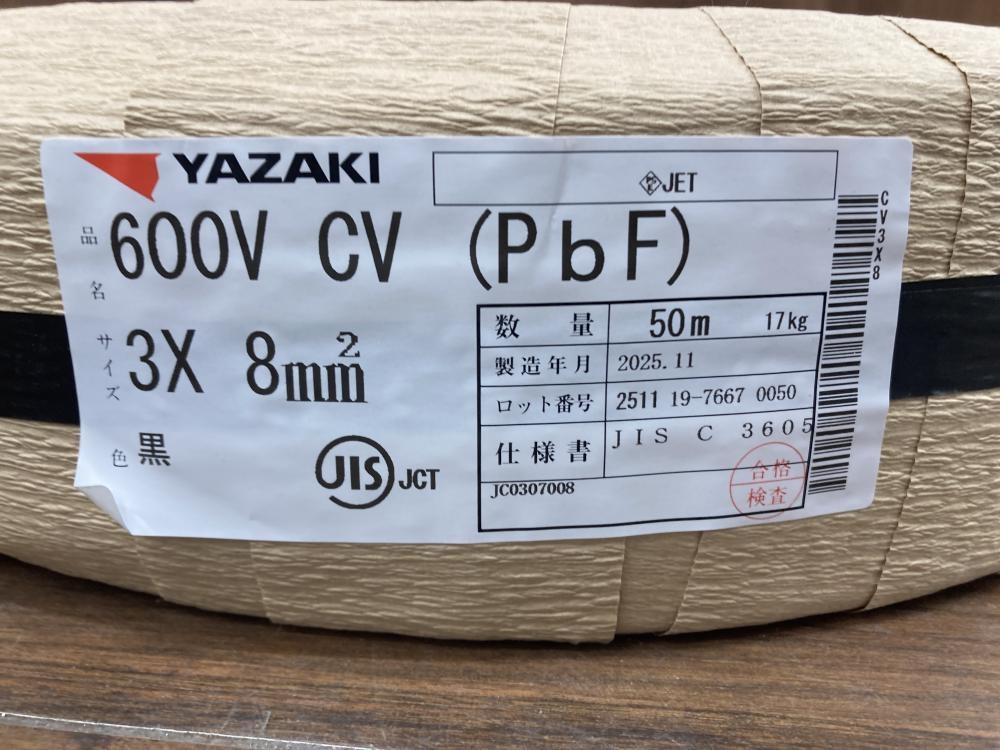 YAZAKI
PSE JET
品名 600V CV (PbF)
サイズ 3X 8mm²
色 黒
JIS JCT
数量 50m 17kg
製造年月 2025.11
ロット番号 2511 19-7667 0050
仕様書 JIS C 3605
JC0307008
合格
検査
CV3X8